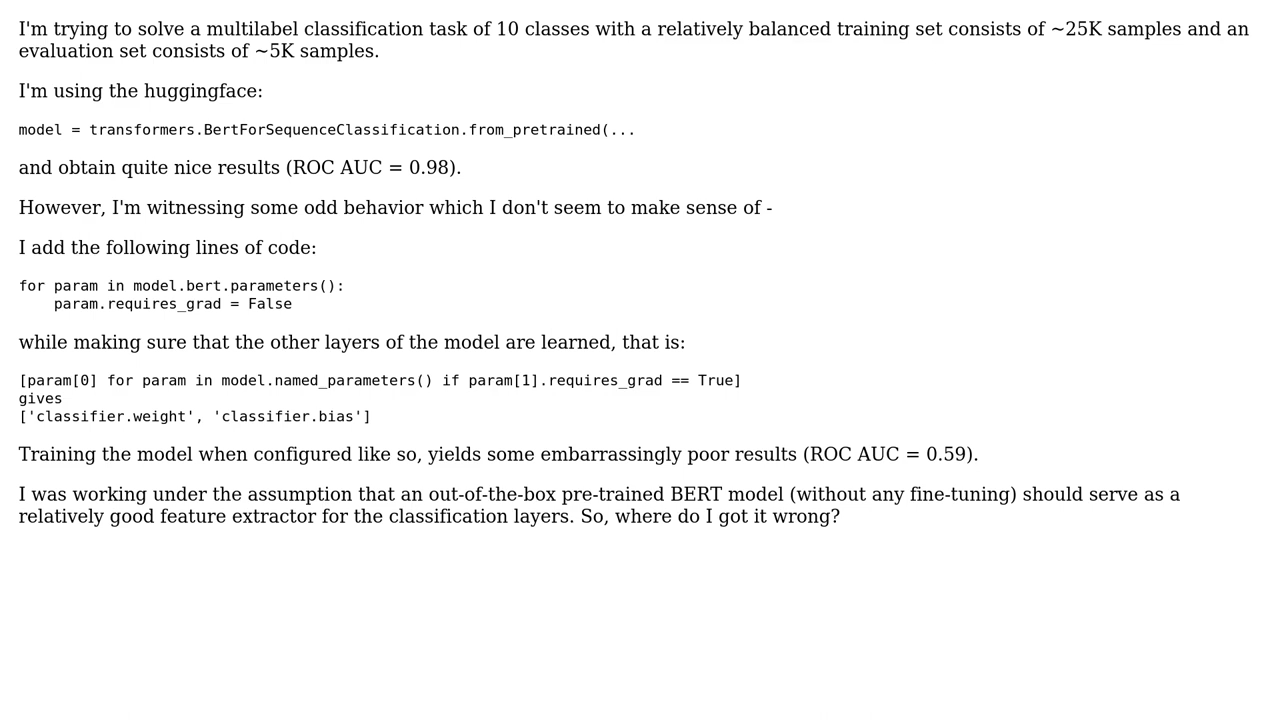 I'm trying to solve a multilabel classification task of 10 classes with a relatively balanced training set consists of ~25K samples and an
evaluation set consists of ~5K samples.
I'm using the huggingface:
model = transformers.BertForSequenceClassification.from_pretrained(...
and obtain quite nice results (ROC AUC = 0.98).
However, I'm witnessing some odd behavior which I don't seem to make sense of -
I add the following lines of code:
for param in model.bert.parameters():
    param.requires_grad = False
while making sure that the other layers of the model are learned, that is:
[param[0] for param in model.named_parameters() if param[1].requires_grad == True]
gives
['classifier.weight', 'classifier.bias']
Training the model when configured like so, yields some embarrassingly poor results (ROC AUC = 0.59).
I was working under the assumption that an out-of-the-box pre-trained BERT model (without any fine-tuning) should serve as a
relatively good feature extractor for the classification layers. So, where do I got it wrong?